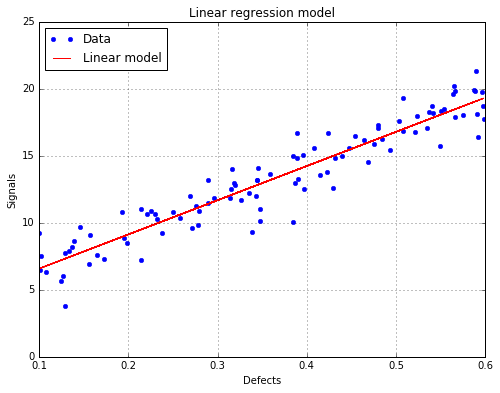 Linear regression model
Data
Linear model
25
20
15
10
5
0
Signals
0.1 0.2 0.3 0.4 0.5 0.6
Defects